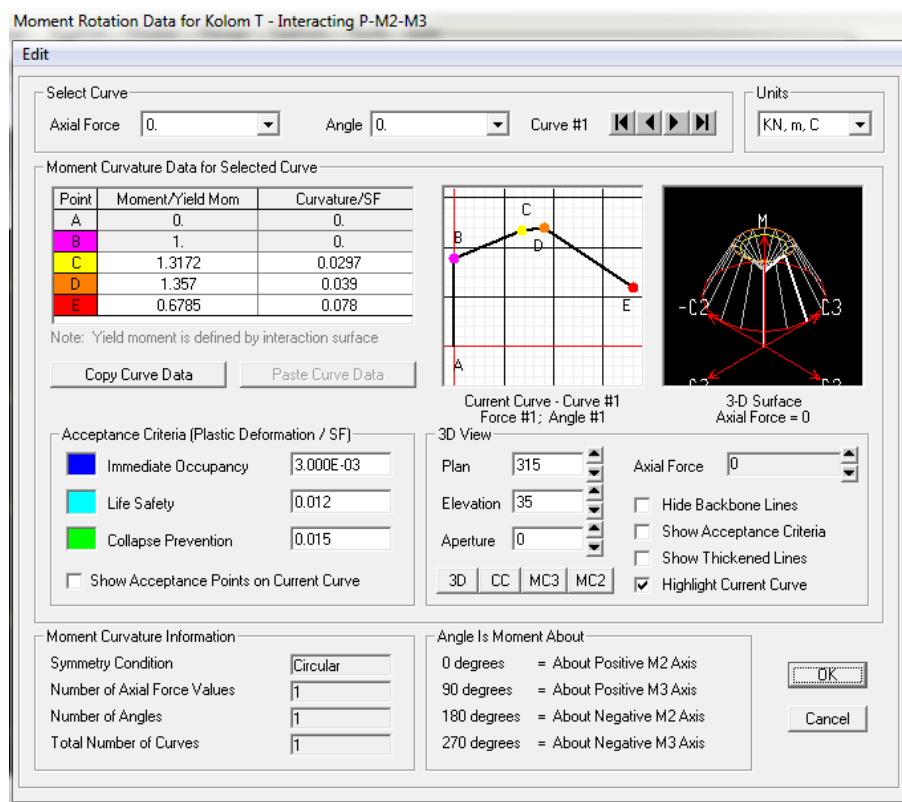 Moment Rotation Data for Kolom T - Interacting P-M2-M3
Edit
Select Curve
Axial Force 0. Angle 0. Curve #1
Units
KN, m, C
Moment Curvature Data for Selected Curve
Point Moment/Yield Mom Curvature/SF
A 0. 0.
B 1. 0.
C 1.3172 0.0297
D 1.357 0.039
E 0.6785 0.078
Note: Yield moment is defined by interaction surface
Copy Curve Data Paste Curve Data
A
B
C
D
E
Current Curve - Curve #1
Force #1; Angle #1
M
-C2 C3
3-D Surface
Axial Force = 0
Acceptance Criteria (Plastic Deformation / SF)
Immediate Occupancy 3.000E-03
Life Safety 0.012
Collapse Prevention 0.015
Show Acceptance Points on Current Curve
3D View
Plan 315
Elevation 35
Aperture 0
3D CC MC3 MC2
Axial Force 0
Hide Backbone Lines
Show Acceptance Criteria
Show Thickened Lines
Highlight Current Curve
Moment Curvature Information
Symmetry Condition Circular
Number of Axial Force Values 1
Number of Angles 1
Total Number of Curves 1
Angle Is Moment About
0 degrees = About Positive M2 Axis
90 degrees = About Positive M3 Axis
180 degrees = About Negative M2 Axis
270 degrees = About Negative M3 Axis
OK
Cancel